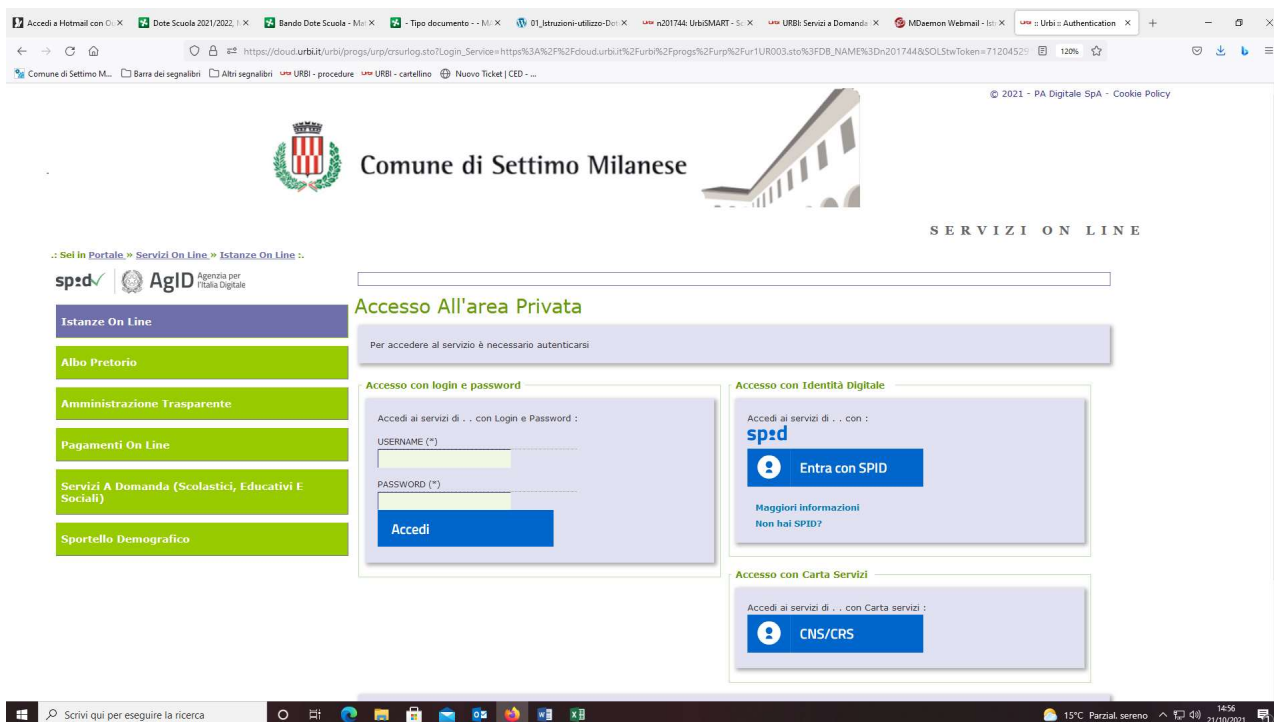 Accedi a Hotmail con Ou
Dote Scuola 2021/2022,
Bando Dote Scuola - Mat
- Tipo documento - - MA
01_Istruzioni-utilizzo-Dot
n201744: UrbiSMART - Sc
URBI: Servizi a Domanda
MDaemon Webmail - Ist
:: Urbi :: Authentication
https://cloud.urbi.it/urbi/progs/urp/crsurlog.sto?Login_Service=https%3A%2F%2Fcloud.urbi.it%2Furbi%2Fprogs%2Furp%2Fur1UR003.sto%3FDB_NAME%3Dn201744&SOLStwToken=71204529
120%
Comune di Settimo M...
Barra dei segnalibri
Altri segnalibri
URBI - procedure
URBI - cartellino
Nuovo Ticket | CED - ...
© 2021 - PA Digitale SpA - Cookie Policy
Comune di Settimo Milanese
SERVIZI ON LINE
.: Sei in Portale » Servizi On Line » Istanze On Line :.
sp:d AgID Agenzia per
l'Italia Digitale
Istanze On Line
Albo Pretorio
Amministrazione Trasparente
Pagamenti On Line
Servizi A Domanda (Scolastici, Educativi E
Sociali)
Sportello Demografico
Accesso All'area Privata
Per accedere al servizio è necessario autenticarsi
Accesso con login e password
Accedi ai servizi di . . con Login e Password :
USERNAME (*)
PASSWORD (*)
Accedi
Accesso con Identità Digitale
Accedi ai servizi di . . con :
sp:d
Entra con SPID
Maggiori informazioni
Non hai SPID?
Accesso con Carta Servizi
Accedi ai servizi di . . con Carta servizi :
CNS/CRS
Scrivi qui per eseguire la ricerca
15°C Parzial. sereno
14:56
21/10/2021